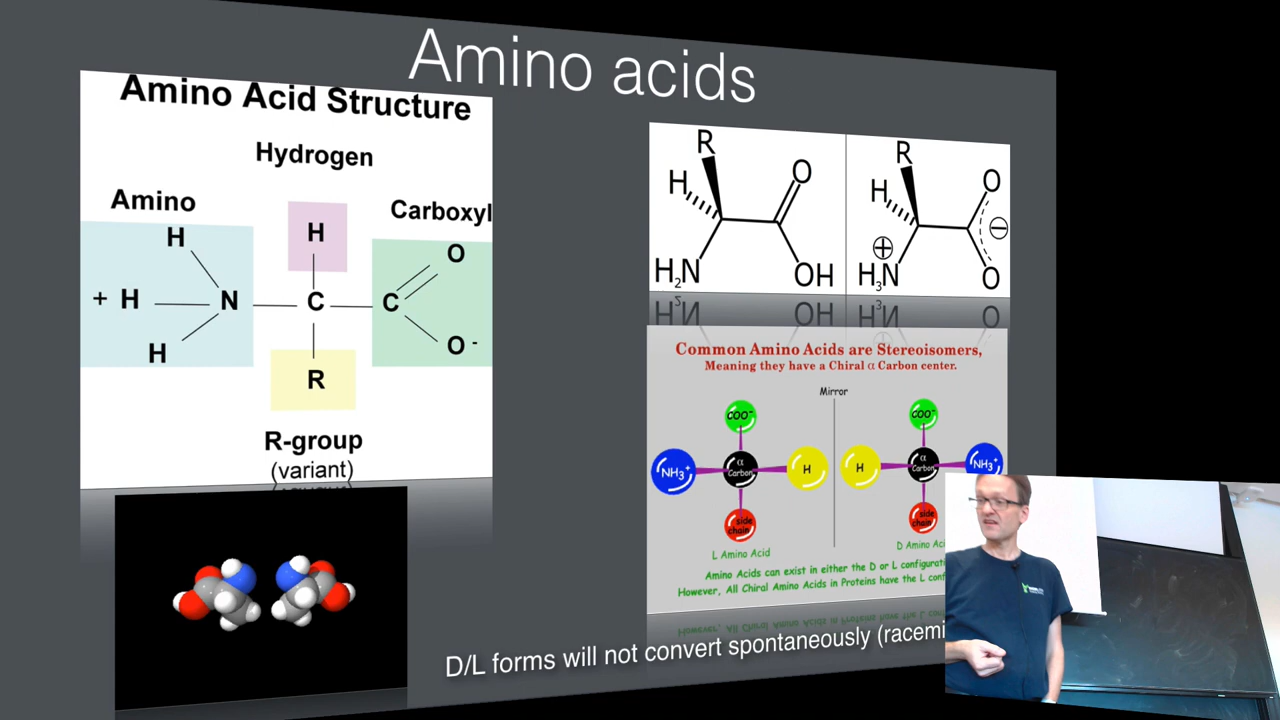 Amino acids
Amino Acid Structure
Hydrogen
Amino
Carboxyl
H
H
O
+ H
N
C
C
H
O -
R
R-group
(variant)
R
H
O
H₂N
OH
R
H
O
⊕
⊖
H₃N
O
Common Amino Acids are Stereoisomers,
Meaning they have a Chiral α Carbon center.
Mirror
COO⁻
COO⁻
NH3⁺
α Carbon
H
H
α Carbon
NH3⁺
side chain
side chain
L Amino Acid
D Amino Aci
Amino Acids can exist in either the D or L configurati
However, All Chiral Amino Acids in Proteins have the L conf
D/L forms will not convert spontaneously (racemi